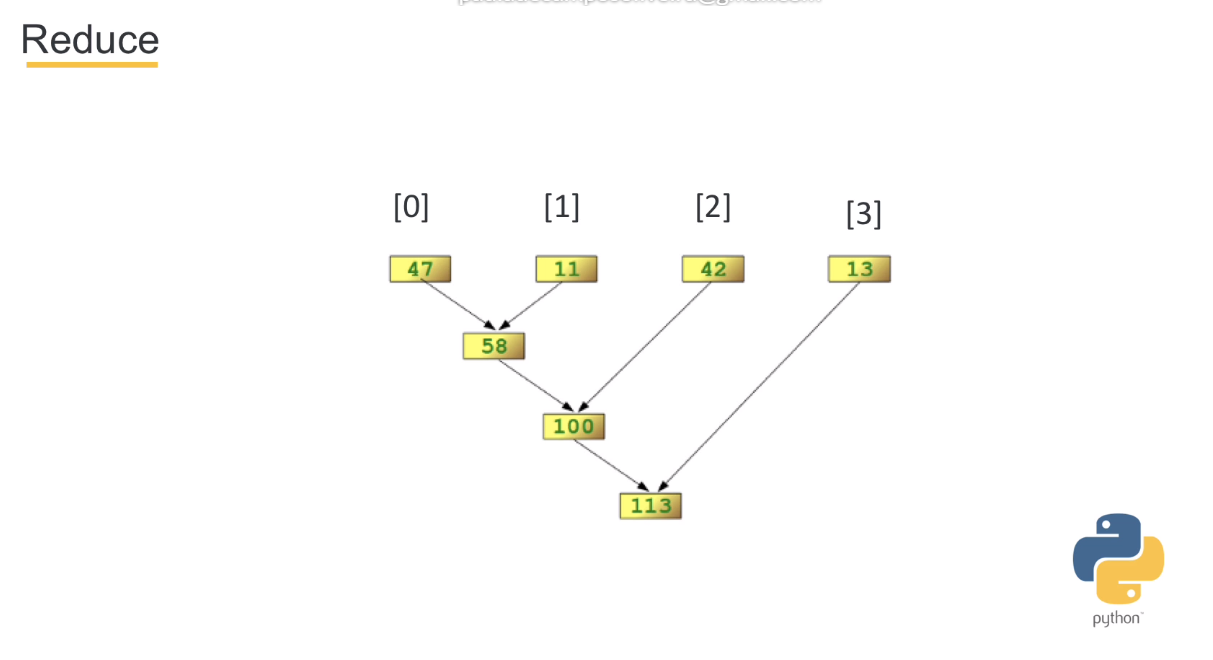 Reduce
[0] [1] [2] [3]
47 11 42 13
58
100
113
python